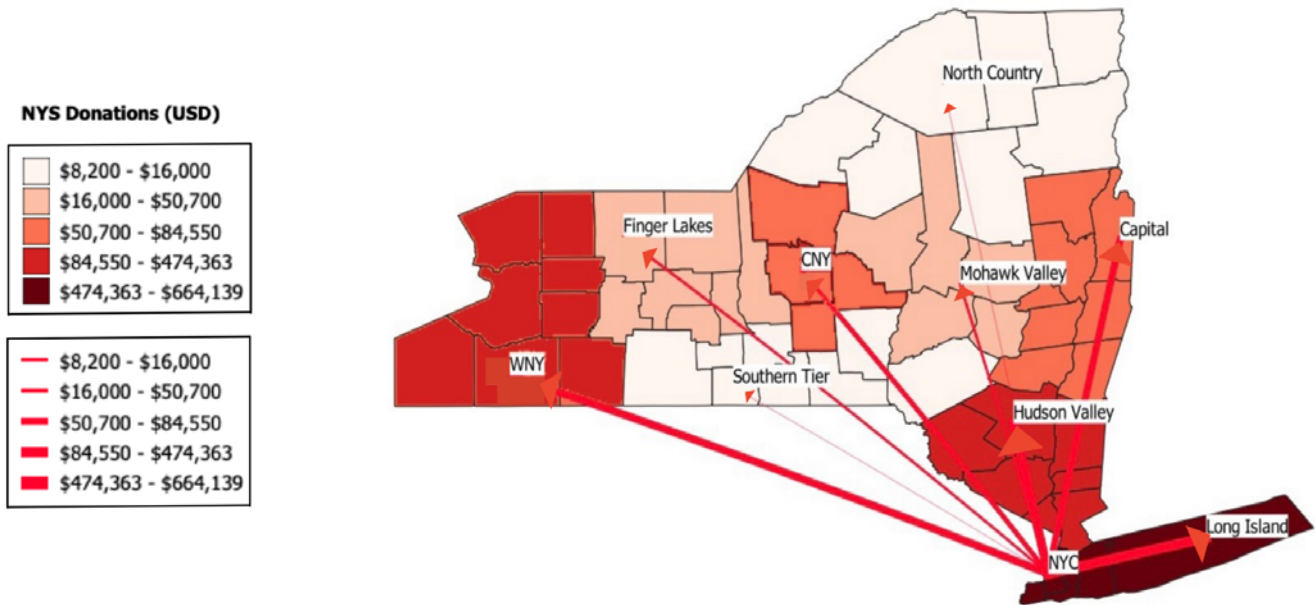 NYS Donations (USD)
$8,200 - $16,000
$16,000 - $50,700
$50,700 - $84,550
$84,550 - $474,363
$474,363 - $664,139
$8,200 - $16,000
$16,000 - $50,700
$50,700 - $84,550
$84,550 - $474,363
$474,363 - $664,139
North Country
Finger Lakes
Capital
CNY
Mohawk Valley
WNY
Southern Tier
Hudson Valley
Long Island
NYC